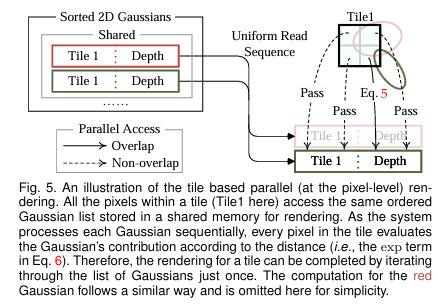 Sorted 2D Gaussians
Tile1
Shared
Uniform Read
Sequence
Tile 1 Depth
Tile 1 Depth
......
Pass Eq. 5
Pass Pass
Parallel Access
Overlap
Non-overlap
Tile 1 Depth
Tile 1 Depth
Fig. 5. An illustration of the tile based parallel (at the pixel-level) ren-
dering. All the pixels within a tile (Tile1 here) access the same ordered
Gaussian list stored in a shared memory for rendering. As the system
processes each Gaussian sequentially, every pixel in the tile evaluates
the Gaussian's contribution according to the distance (i.e., the exp term
in Eq. 6). Therefore, the rendering for a tile can be completed by iterating
through the list of Gaussians just once. The computation for the red
Gaussian follows a similar way and is omitted here for simplicity.